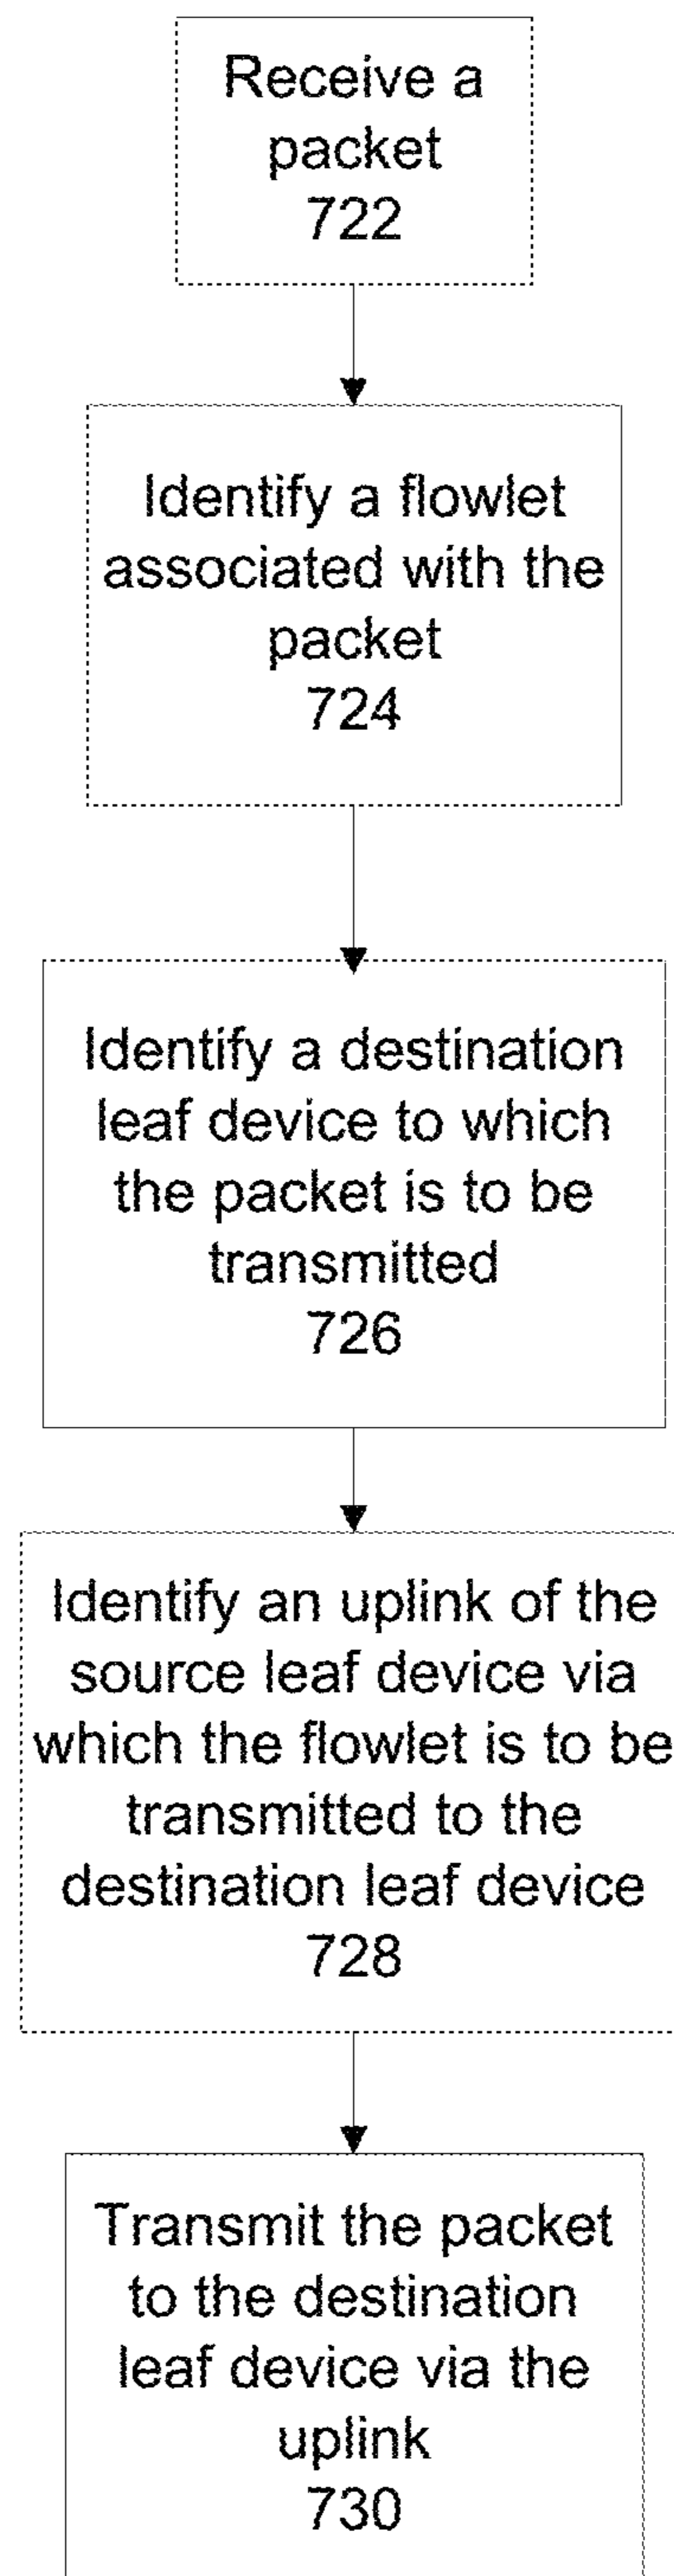 Receive a
packet
722
Identify a flowlet
associated with the
packet
724
Identify a destination
leaf device to which
the packet is to be
transmitted
726
Identify an uplink of the
source leaf device via
which the flowlet is to be
transmitted to the
destination leaf device
728
Transmit the packet
to the destination
leaf device via the
uplink
730